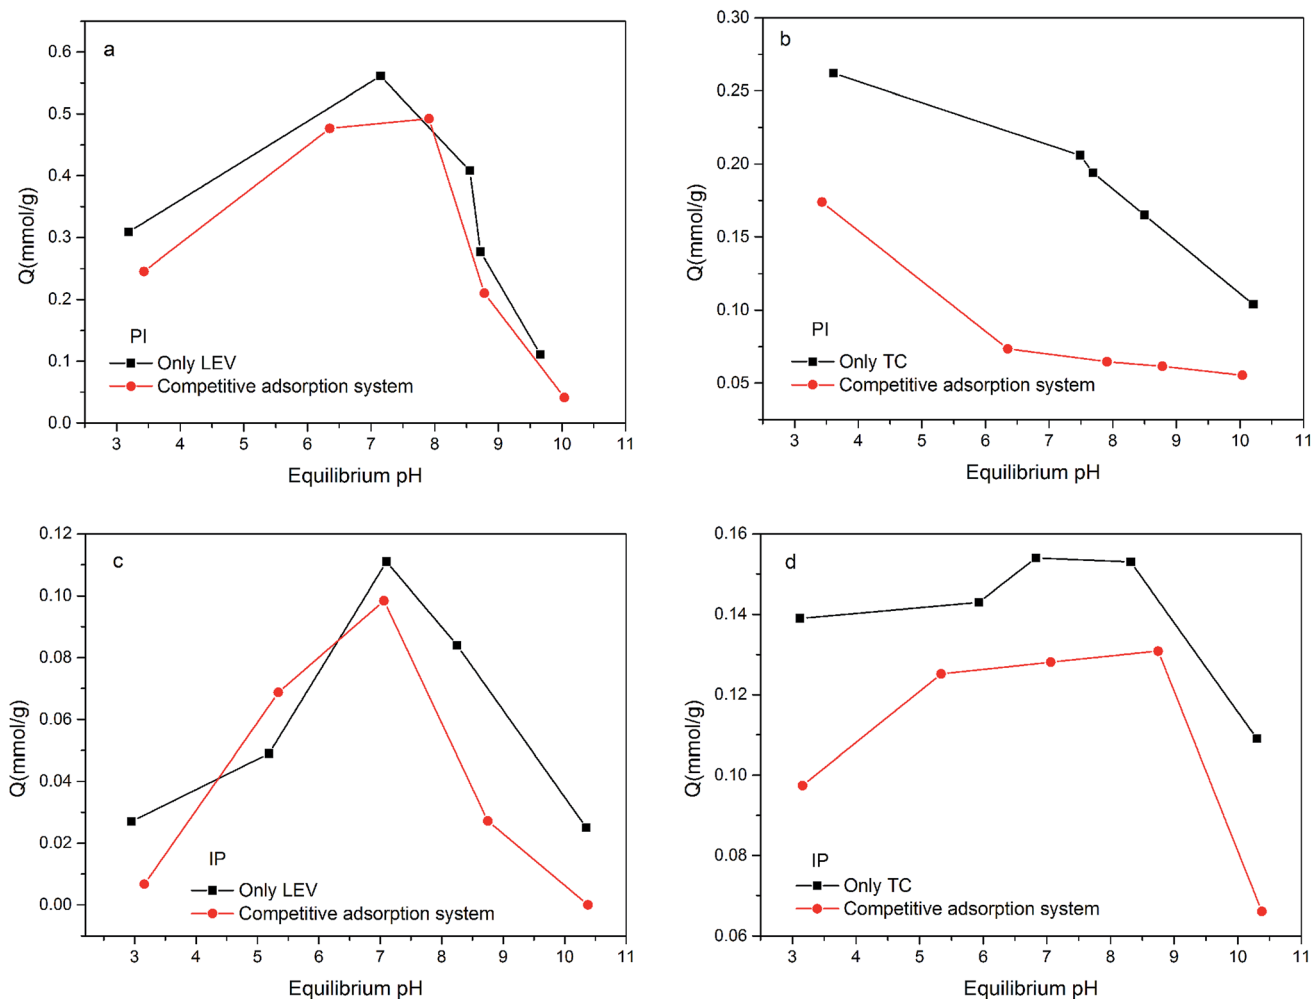 a
0.6
0.5
0.4
0.3
0.2
0.1
0.0
Q(mmol/g)
PI
Only LEV
Competitive adsorption system
3 4 5 6 7 8 9 10 11
Equilibrium pH
b
0.30
0.25
0.20
0.15
0.10
0.05
Q(mmol/g)
PI
Only TC
Competitive adsorption system
3 4 5 6 7 8 9 10 11
Equilibrium pH
c
0.12
0.10
0.08
0.06
0.04
0.02
0.00
Q(mmol/g)
IP
Only LEV
Competitive adsorption system
3 4 5 6 7 8 9 10 11
Equilibrium pH
d
0.16
0.14
0.12
0.10
0.08
0.06
Q(mmol/g)
IP
Only TC
Competitive adsorption system
3 4 5 6 7 8 9 10 11
Equilibrium pH